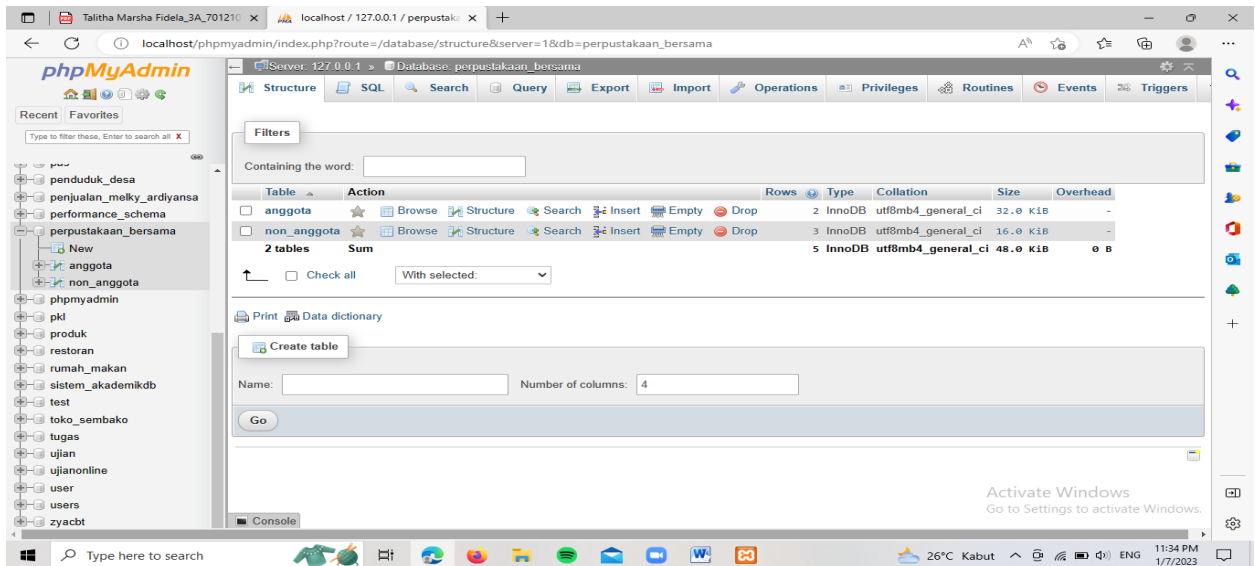 Talitha Marsha Fidela_3A_701210
localhost / 127.0.0.1 / perpustaka
localhost/phpmyadmin/index.php?route=/database/structure&server=1&db=perpustakaan_bersama
phpMyAdmin
Recent Favorites
Type to filter these, Enter to search all X
penduduk_desa
penjualan_melky_ardiyansa
performance_schema
perpustakaan_bersama
New
anggota
non_anggota
phpmyadmin
pkl
produk
restoran
rumah_makan
sistem_akademikdb
test
toko_sembako
tugas
ujian
ujianonline
user
users
zyacbt
Server: 127.0.0.1 » Database: perpustakaan_bersama
Structure SQL Search Query Export Import Operations Privileges Routines Events Triggers
Filters
Containing the word:
Table Action Rows Type Collation Size Overhead
anggota Browse Structure Search Insert Empty Drop 2 InnoDB utf8mb4_general_ci 32.0 KiB -
non_anggota Browse Structure Search Insert Empty Drop 3 InnoDB utf8mb4_general_ci 16.0 KiB -
2 tables Sum 5 InnoDB utf8mb4_general_ci 48.0 KiB 0 B
Check all With selected:
Print Data dictionary
Create table
Name: Number of columns: 4
Go
Console
Activate Windows
Go to Settings to activate Windows.
Type here to search
26°C Kabut ENG 11:34 PM
1/7/2023